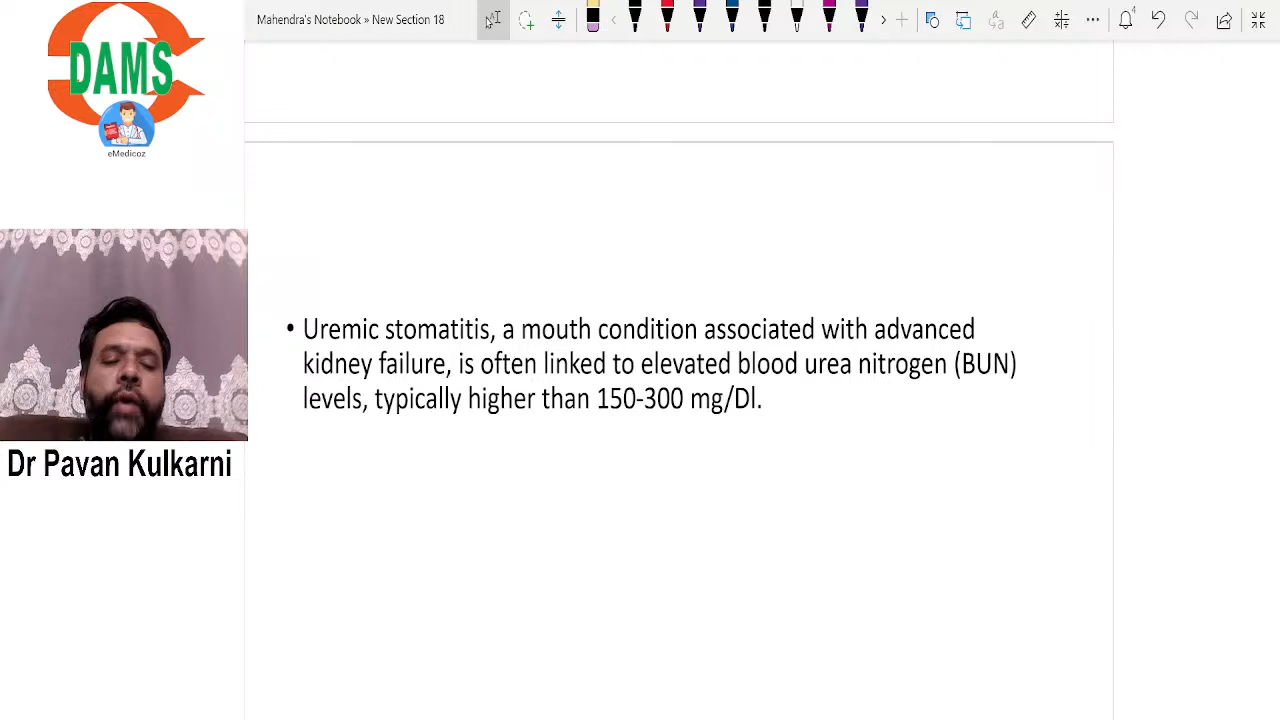 Mahendra's Notebook » New Section 18
DAMS
eMedicoz
• Uremic stomatitis, a mouth condition associated with advanced
kidney failure, is often linked to elevated blood urea nitrogen (BUN)
levels, typically higher than 150-300 mg/Dl.
Dr Pavan Kulkarni